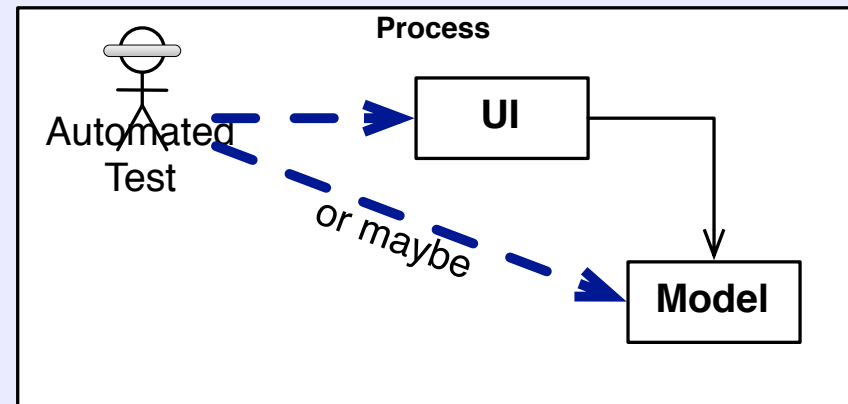 Process
UI
Automated
Test
or maybe
Model